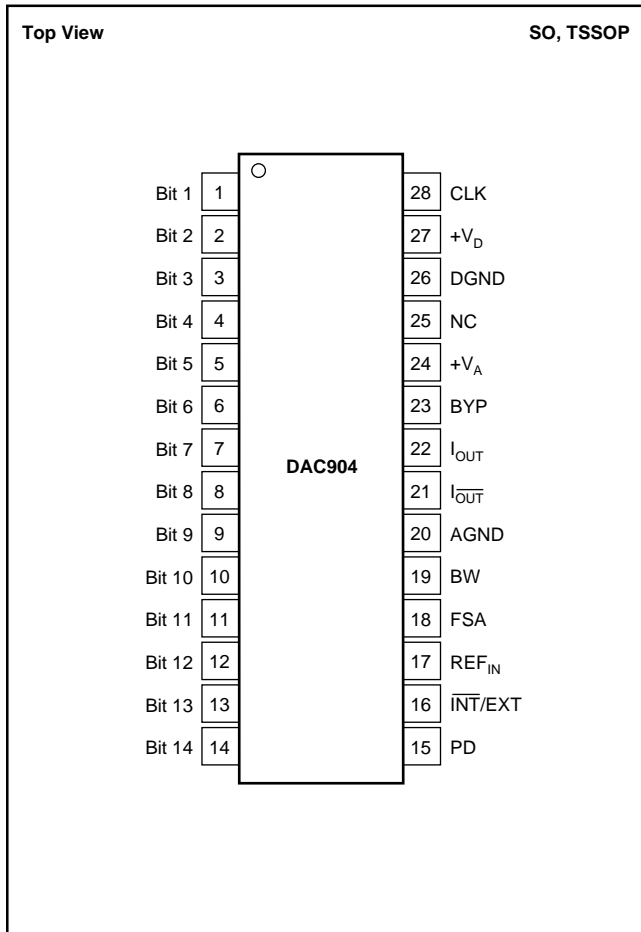 Top View SO, TSSOP
Bit 1 1 28 CLK
Bit 2 2 27 +V_D
Bit 3 3 26 DGND
Bit 4 4 25 NC
Bit 5 5 24 +V_A
Bit 6 6 23 BYP
Bit 7 7 22 I_OUT
DAC904
Bit 8 8 21 I_O̅U̅T̅
Bit 9 9 20 AGND
Bit 10 10 19 BW
Bit 11 11 18 FSA
Bit 12 12 17 REF_IN
Bit 13 13 16 I̅N̅T̅/EXT
Bit 14 14 15 PD